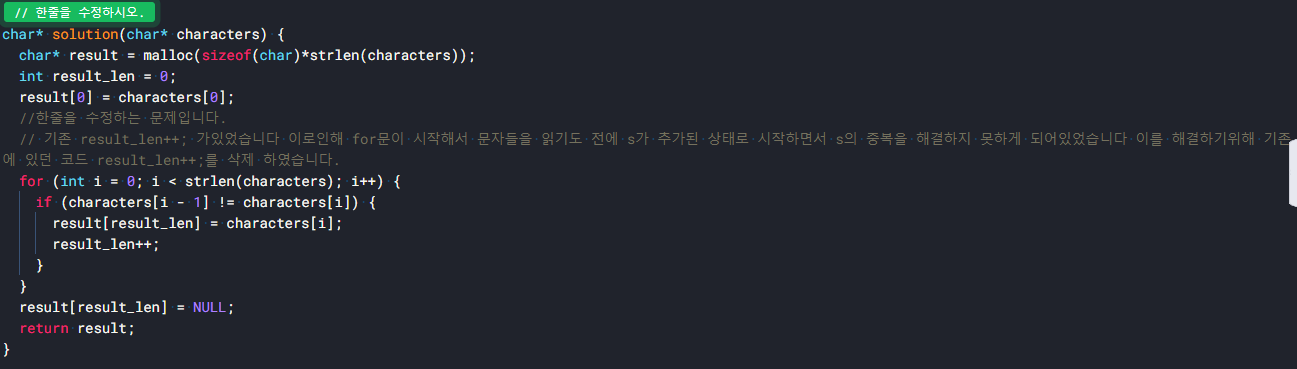 // 한줄을 수정하시오.
char* solution(char* characters) {
  char* result = malloc(sizeof(char)*strlen(characters));
  int result_len = 0;
  result[0] = characters[0];
  //한줄을 수정하는 문제입니다.
  // 기존 result_len++; 가있었습니다 이로인해 for문이 시작해서 문자들을 읽기도 전에 s가 추가된 상태로 시작하면서 s의 중복을 해결하지 못하게 되어있었습니다 이를 해결하기위해 기존
에 있던 코드 result_len++;를 삭제 하였습니다.
  for (int i = 0; i < strlen(characters); i++) {
    if (characters[i - 1] != characters[i]) {
      result[result_len] = characters[i];
      result_len++;
    }
  }
  result[result_len] = NULL;
  return result;
}